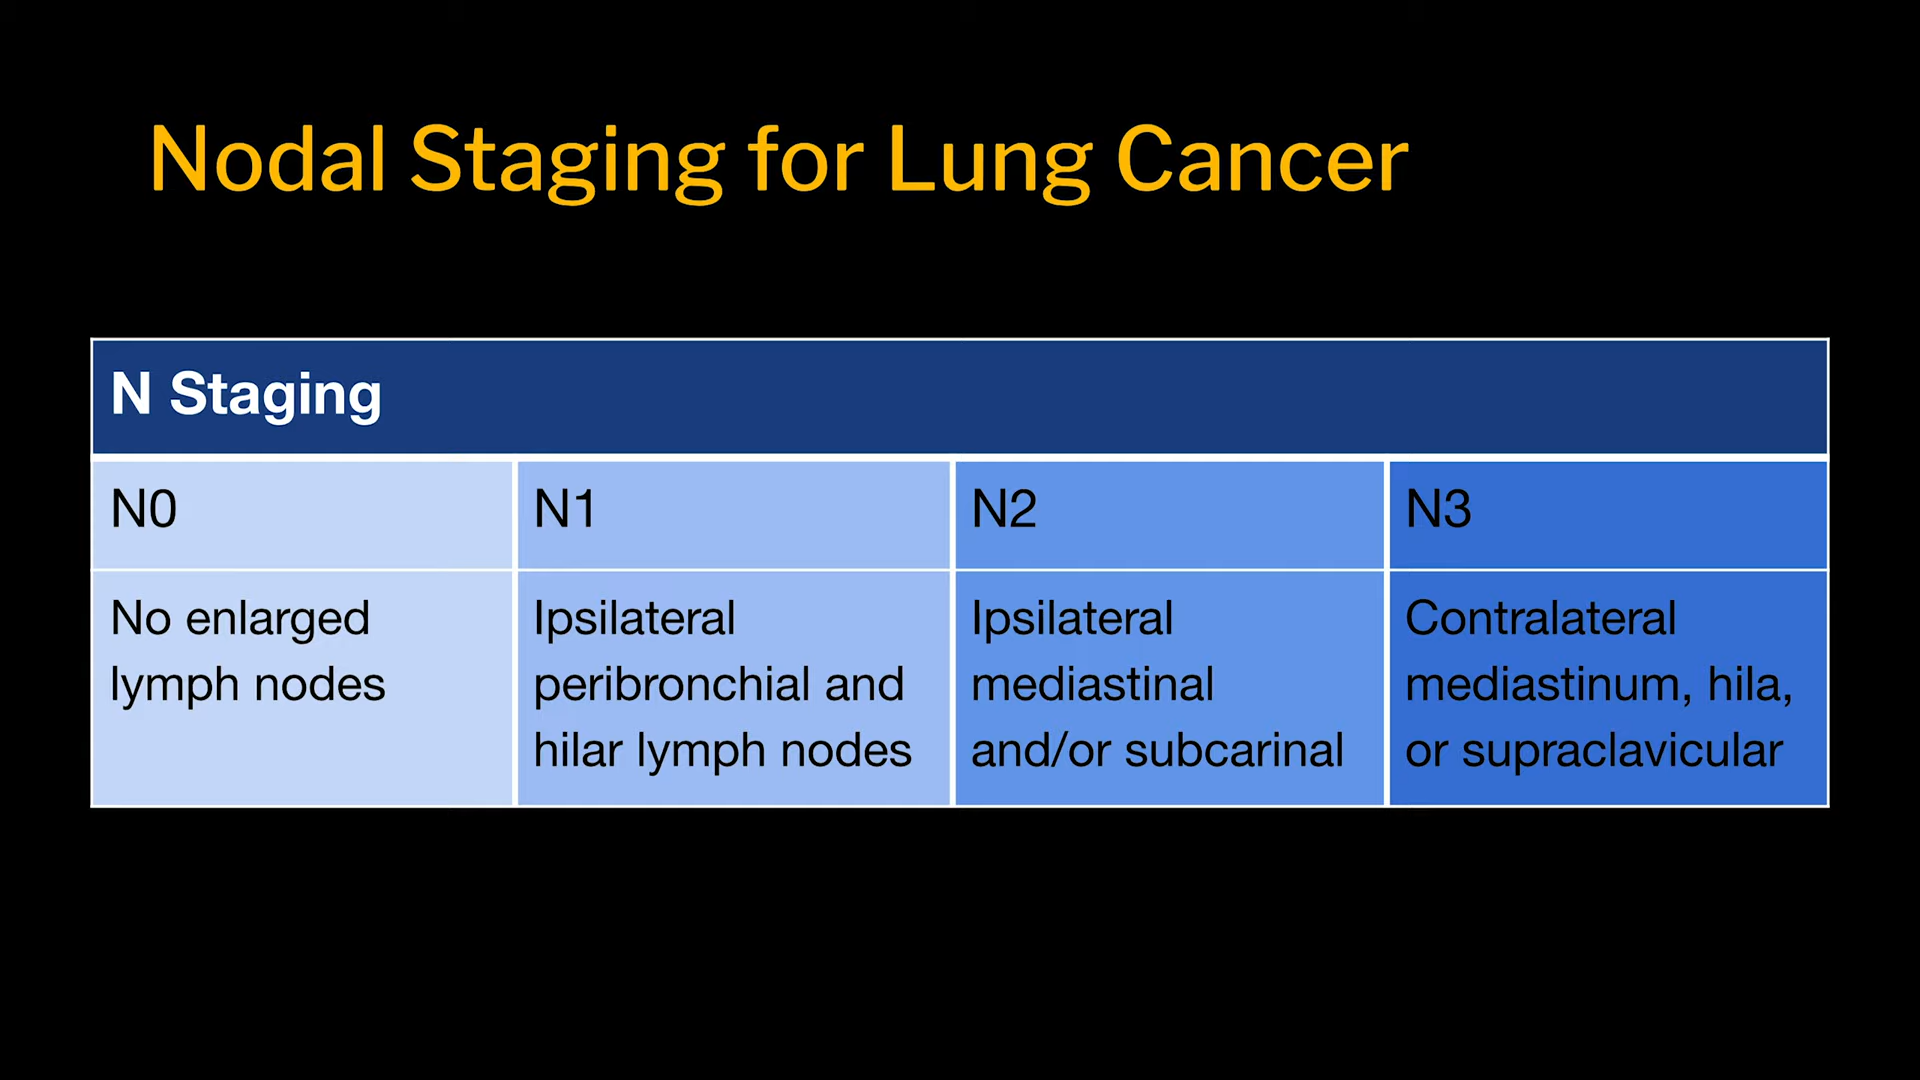 Nodal Staging for Lung Cancer
N Staging
N0
N1
N2
N3
No enlarged
lymph nodes
Ipsilateral
peribronchial and
hilar lymph nodes
Ipsilateral
mediastinal
and/or subcarinal
Contralateral
mediastinum, hila,
or supraclavicular